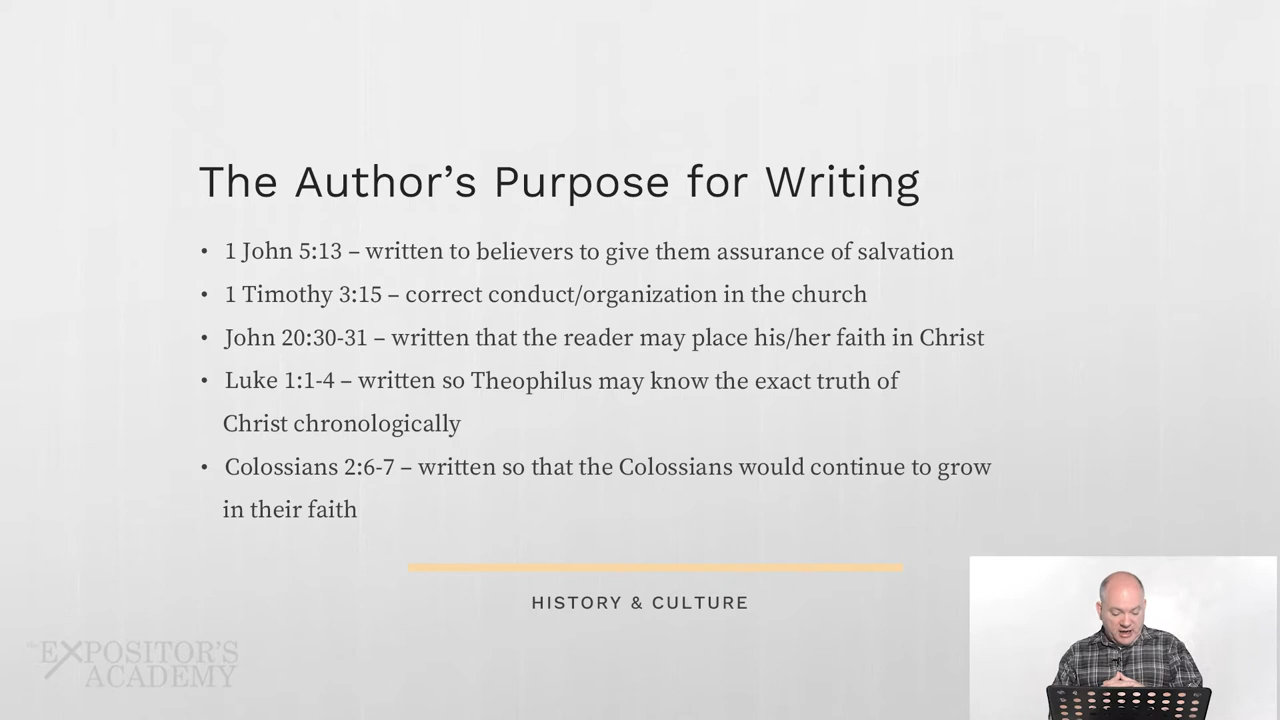 The Author’s Purpose for Writing
• 1 John 5:13 – written to believers to give them assurance of salvation
• 1 Timothy 3:15 – correct conduct/organization in the church
• John 20:30-31 – written that the reader may place his/her faith in Christ
• Luke 1:1-4 – written so Theophilus may know the exact truth of
Christ chronologically
• Colossians 2:6-7 – written so that the Colossians would continue to grow
in their faith
HISTORY & CULTURE
the EXPOSITOR'S
ACADEMY